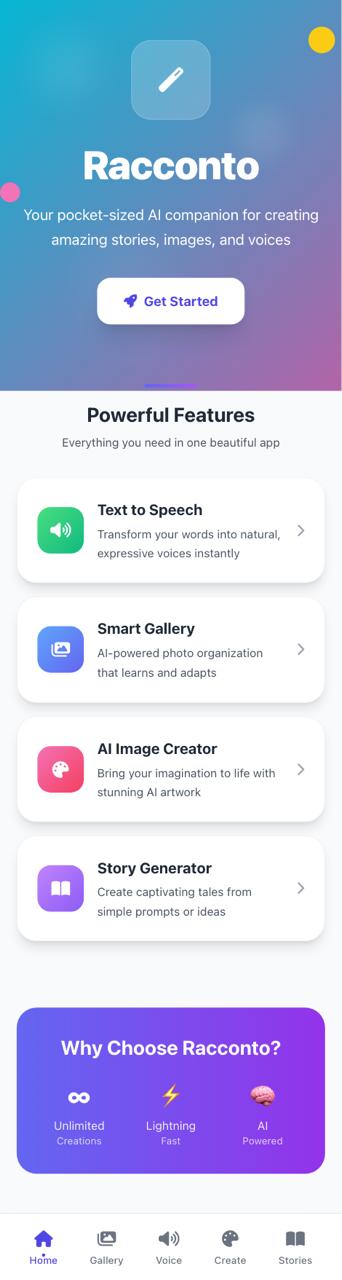 Racconto
Your pocket-sized AI companion for creating
amazing stories, images, and voices
Get Started
Powerful Features
Everything you need in one beautiful app
Text to Speech
Transform your words into natural,
expressive voices instantly
Smart Gallery
AI-powered photo organization
that learns and adapts
AI Image Creator
Bring your imagination to life with
stunning AI artwork
Story Generator
Create captivating tales from
simple prompts or ideas
Why Choose Racconto?
Unlimited
Creations
Lightning
Fast
AI
Powered
Home
Gallery
Voice
Create
Stories